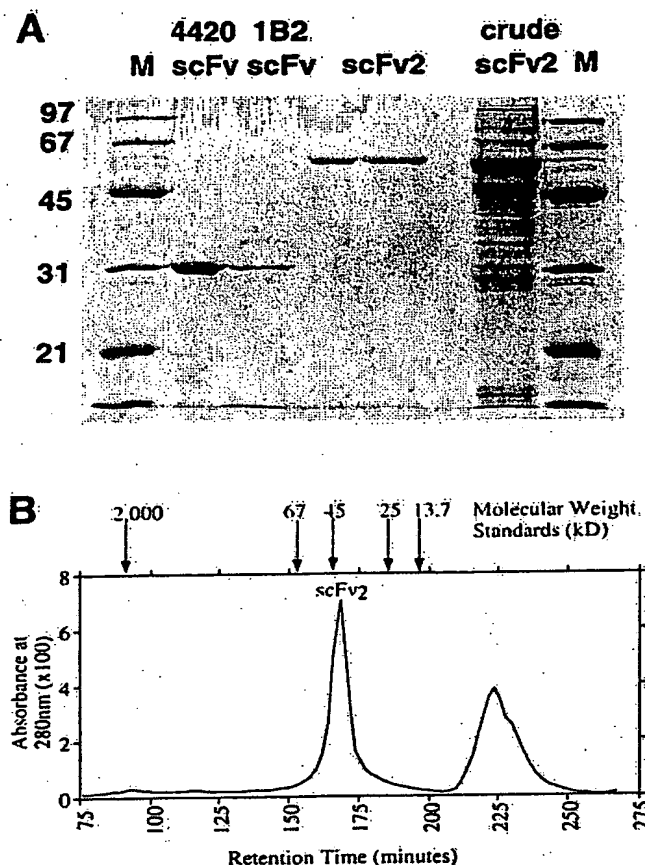 A
4420 1B2 crude
M scFv scFv scFv2 scFv2 M
97
67
45
31
21
B
2,000 67 45 25 13.7 Molecular Weight
Standards (kD)
8
scFv2
6
4
2
0
Absorbance at
280nm (x100)
75 100 150 175 200 225 250 275
Retention Time (minutes)